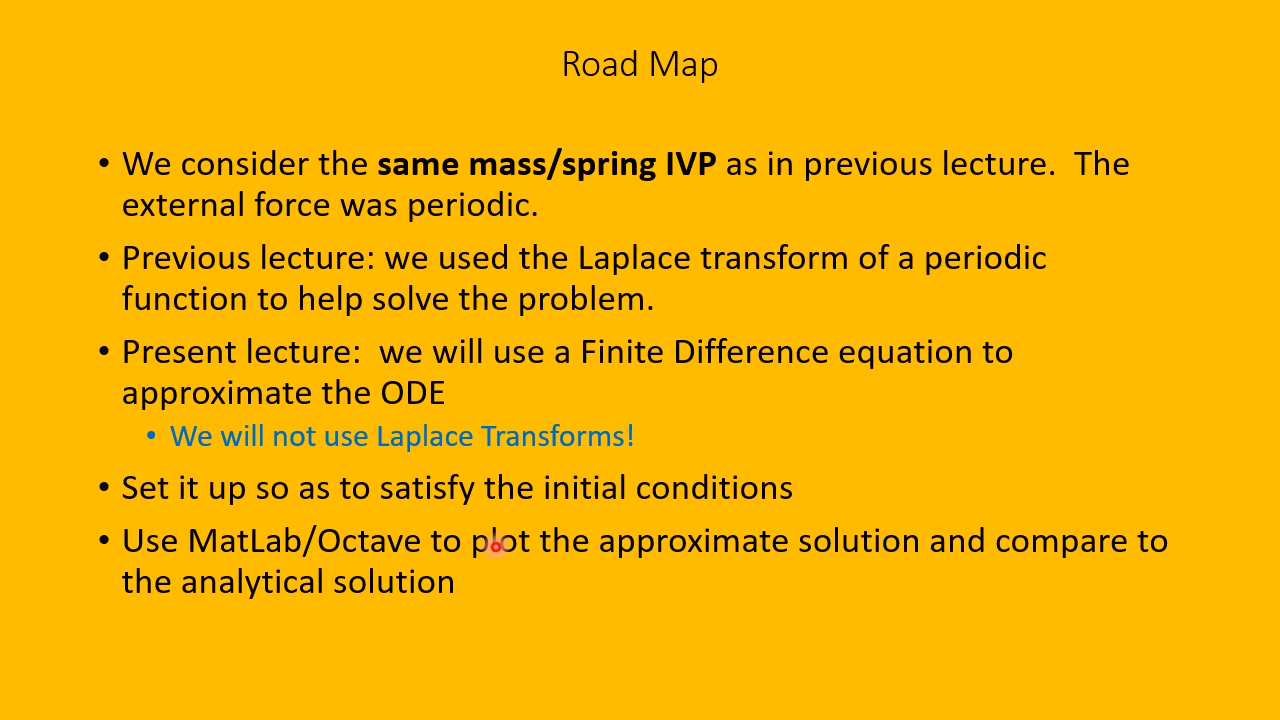 Road Map
• We consider the same mass/spring IVP as in previous lecture.  The
external force was periodic.
• Previous lecture: we used the Laplace transform of a periodic
function to help solve the problem.
• Present lecture:  we will use a Finite Difference equation to
approximate the ODE
• We will not use Laplace Transforms!
• Set it up so as to satisfy the initial conditions
• Use MatLab/Octave to plot the approximate solution and compare to
the analytical solution